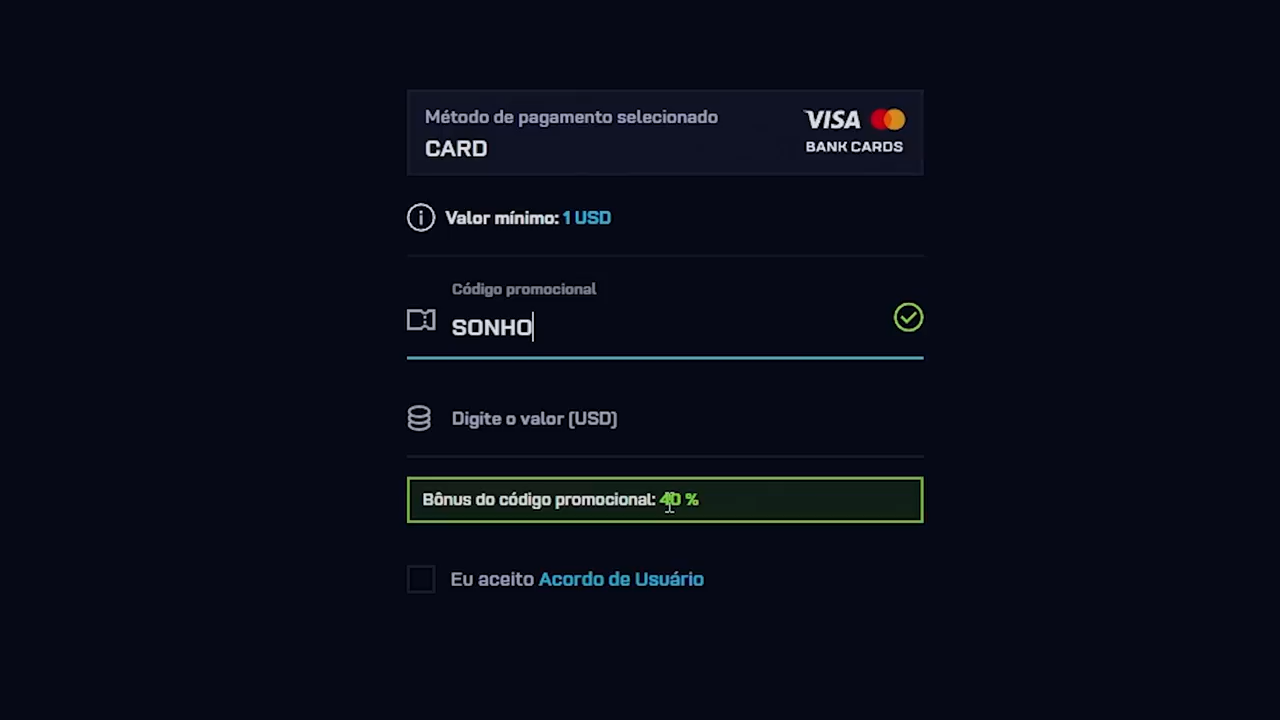 Método de pagamento selecionado
CARD
VISA
BANK CARDS
Valor mínimo: 1 USD
Código promocional
SONHO
Digite o valor (USD)
Bônus do código promocional: 40 %
Eu aceito Acordo de Usuário